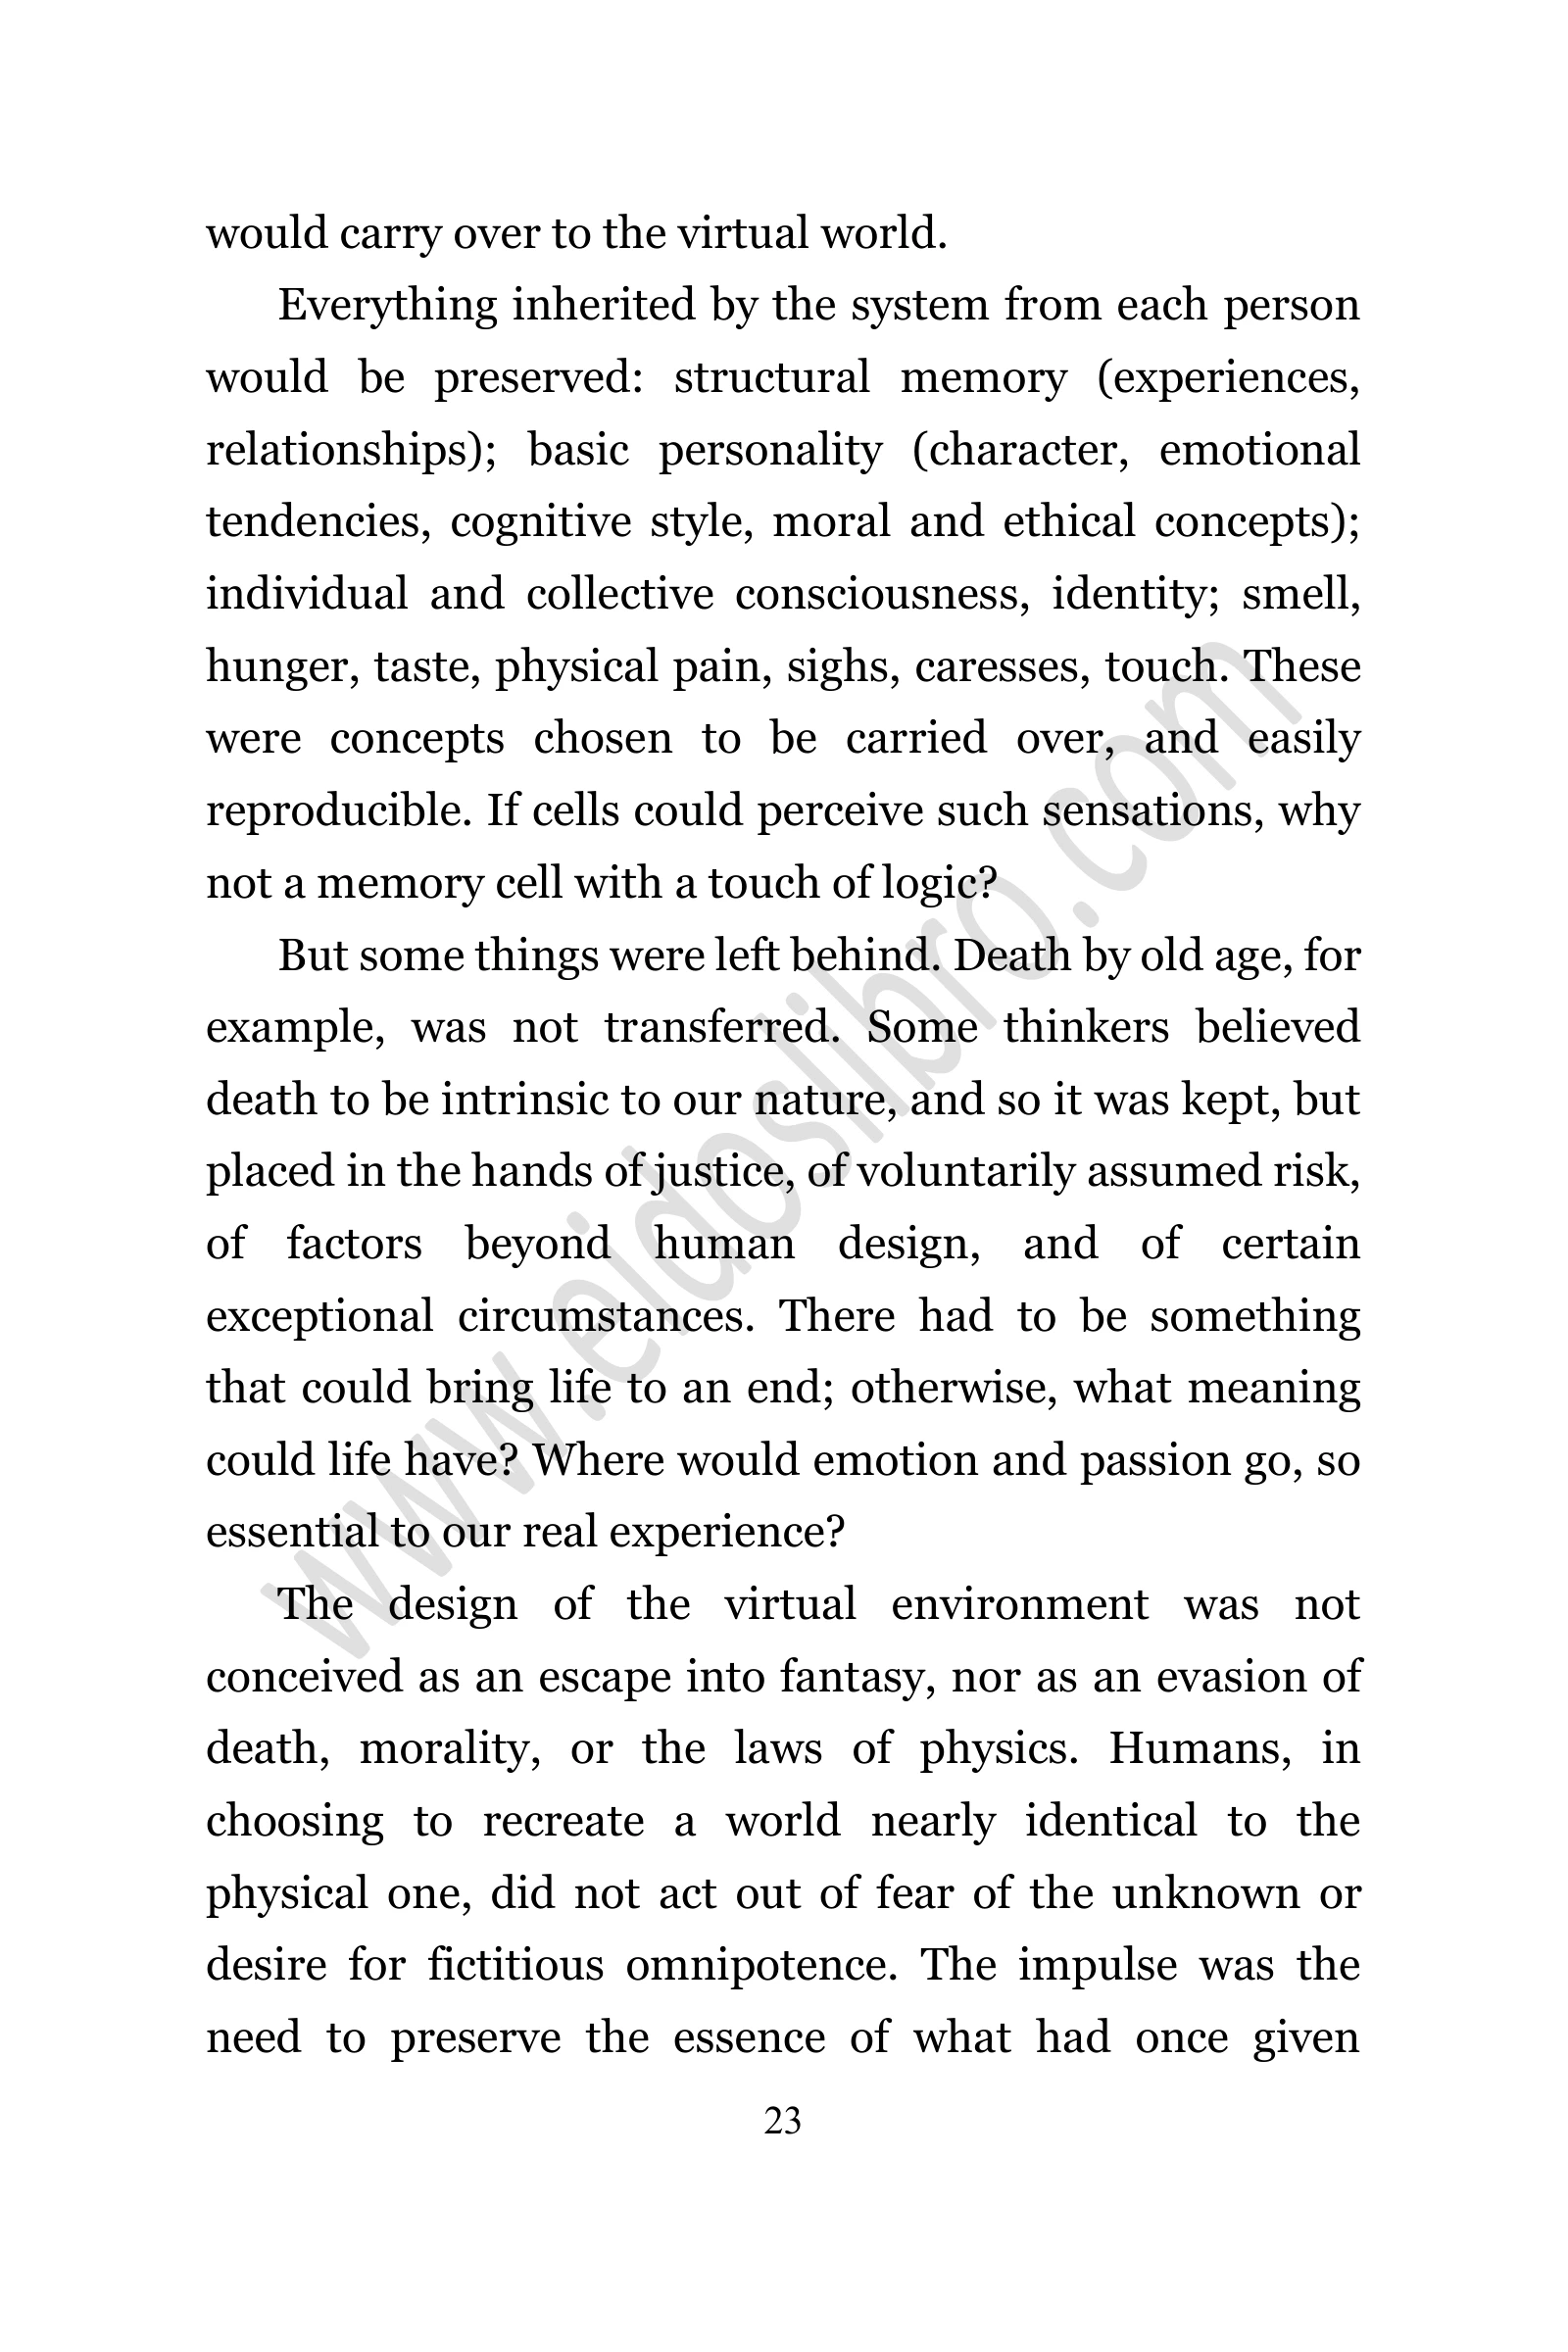 would carry over to the virtual world.
Everything inherited by the system from each person
would be preserved: structural memory (experiences,
relationships); basic personality (character, emotional
tendencies, cognitive style, moral and ethical concepts);
individual and collective consciousness, identity; smell,
hunger, taste, physical pain, sighs, caresses, touch. These
were concepts chosen to be carried over, and easily
reproducible. If cells could perceive such sensations, why
not a memory cell with a touch of logic?
But some things were left behind. Death by old age, for
example, was not transferred. Some thinkers believed
death to be intrinsic to our nature, and so it was kept, but
placed in the hands of justice, of voluntarily assumed risk,
of factors beyond human design, and of certain
exceptional circumstances. There had to be something
that could bring life to an end; otherwise, what meaning
could life have? Where would emotion and passion go, so
essential to our real experience?
The design of the virtual environment was not
conceived as an escape into fantasy, nor as an evasion of
death, morality, or the laws of physics. Humans, in
choosing to recreate a world nearly identical to the
physical one, did not act out of fear of the unknown or
desire for fictitious omnipotence. The impulse was the
need to preserve the essence of what had once given
23
www.eidoslibro.com